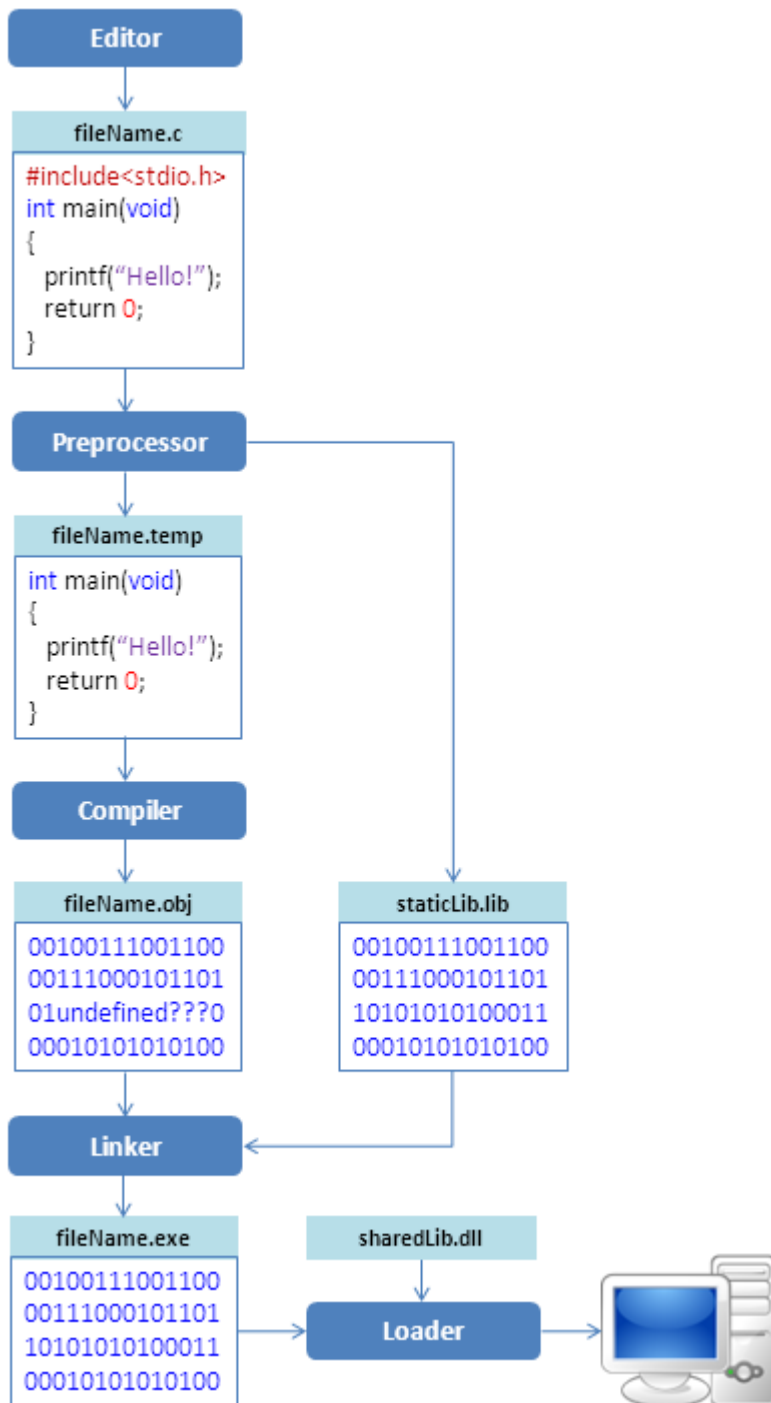 Editor
fileName.c
#include<stdio.h>
int main(void)
{
printf(“Hello!”);
return 0;
}
Preprocessor
fileName.temp
int main(void)
{
printf(“Hello!”);
return 0;
}
Compiler
fileName.obj
00100111001100
00111000101101
01undefined???0
00010101010100
staticLib.lib
00100111001100
00111000101101
10101010100011
00010101010100
Linker
fileName.exe
00100111001100
00111000101101
10101010100011
00010101010100
sharedLib.dll
Loader